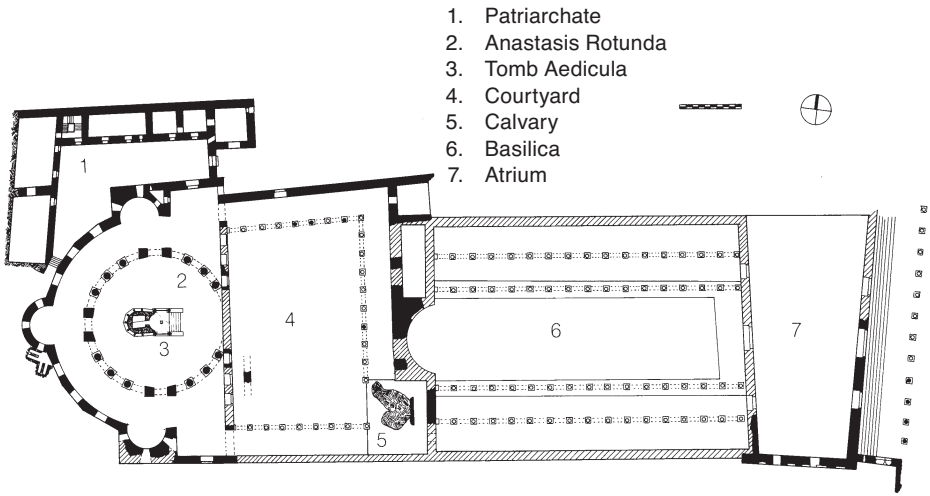 1. Patriarchate
2. Anastasis Rotunda
3. Tomb Aedicula
4. Courtyard
5. Calvary
6. Basilica
7. Atrium
1
2
3
4
5
6
7